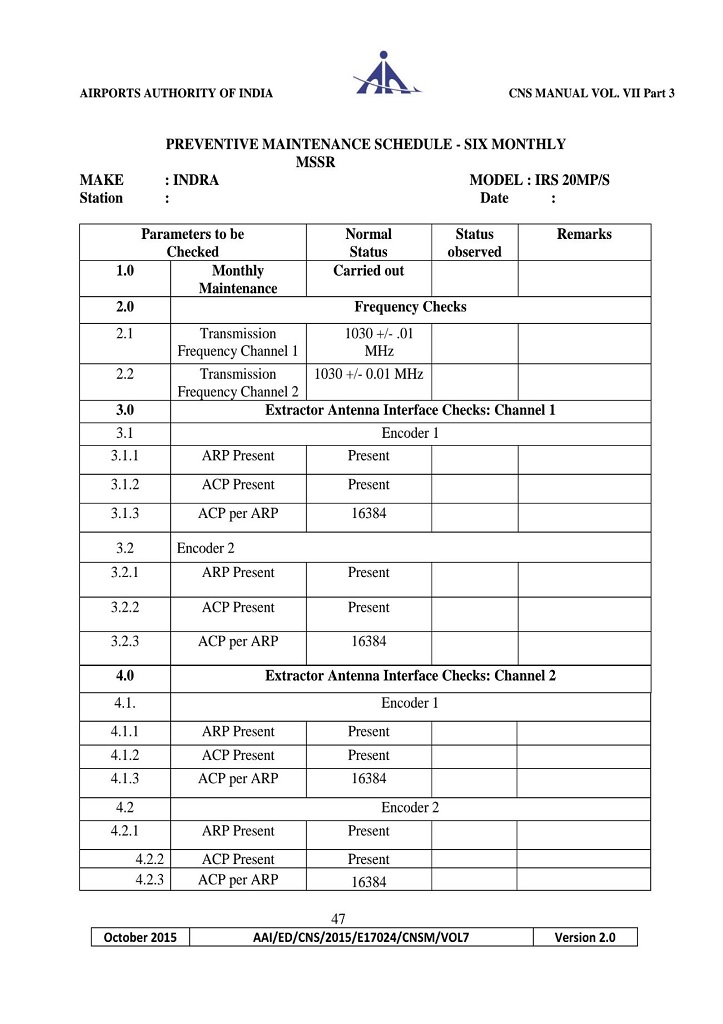 AIRPORTS AUTHORITY OF INDIA CNS MANUAL VOL. VII Part 3
PREVENTIVE MAINTENANCE SCHEDULE - SIX MONTHLY
MSSR
MAKE : INDRA MODEL : IRS 20MP/S
Station : Date :
Parameters to be Normal Status Remarks
Checked Status observed
1.0 Monthly Carried out
Maintenance
2.0 Frequency Checks
2.1 Transmission 1030 +/- .01
Frequency Channel 1 MHz
2.2 Transmission 1030 +/- 0.01 MHz
Frequency Channel 2
3.0 Extractor Antenna Interface Checks: Channel 1
3.1 Encoder 1
3.1.1 ARP Present Present
3.1.2 ACP Present Present
3.1.3 ACP per ARP 16384
3.2 Encoder 2
3.2.1 ARP Present Present
3.2.2 ACP Present Present
3.2.3 ACP per ARP 16384
4.0 Extractor Antenna Interface Checks: Channel 2
4.1. Encoder 1
4.1.1 ARP Present Present
4.1.2 ACP Present Present
4.1.3 ACP per ARP 16384
4.2 Encoder 2
4.2.1 ARP Present Present
4.2.2 ACP Present Present
4.2.3 ACP per ARP 16384
47
October 2015 AAI/ED/CNS/2015/E17024/CNSM/VOL7 Version 2.0